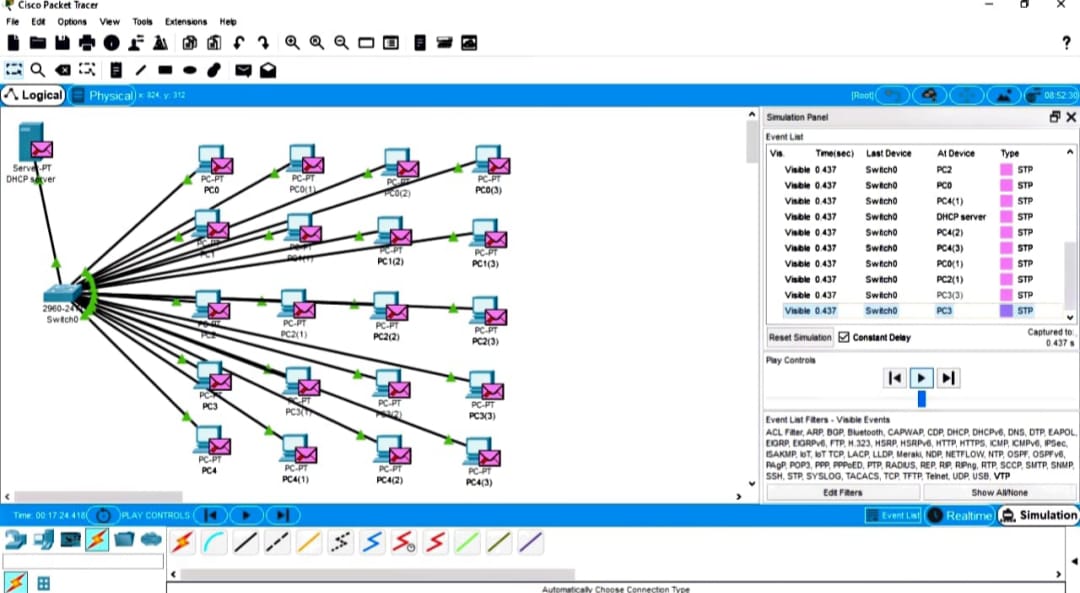 Cisco Packet Tracer
File Edit Options View Tools Extensions Help
?
Logical Physical x: 324, y: 312 [Root] 08:52:30
Simulation Panel
Event List
Vis. Time(sec) Last Device At Device Type
Visible 0.437 Switch0 PC2 STP
Visible 0.437 Switch0 PC0 STP
Visible 0.437 Switch0 PC4(1) STP
Visible 0.437 Switch0 DHCP server STP
Visible 0.437 Switch0 PC4(2) STP
Visible 0.437 Switch0 PC4(3) STP
Visible 0.437 Switch0 PC0(1) STP
Visible 0.437 Switch0 PC2(1) STP
Visible 0.437 Switch0 PC3(3) STP
Visible 0.437 Switch0 PC3 STP
Reset Simulation Constant Delay Captured to:
0.437 s
Play Controls
Event List Filters - Visible Events
ACL Filter, ARP, BGP, Bluetooth, CAPWAP, CDP, DHCP, DHCPv6, DNS, DTP, EAPOL,
EIGRP, EIGRPv6, FTP, H.323, HSRP, HSRPv6, HTTP, HTTPS, ICMP, ICMPv6, IPSec,
ISAKMP, IoT, IoT TCP, LACP, LLDP, Meraki, NDP, NETFLOW, NTP, OSPF, OSPFv6,
PAgP, POP3, PPP, PPPoED, PTP, RADIUS, REP, RIP, RIPng, RTP, SCCP, SMTP, SNMP,
SSH, STP, SYSLOG, TACACS, TCP, TFTP, Telnet, UDP, USB, VTP
Edit Filters Show All/None
Server-PT
DHCP server
PC-PT
PC0
PC-PT
PC0(1)
PC-PT
PC0(2)
PC-PT
PC0(3)
PC-PT
PC1
PC-PT
PC1(1)
PC-PT
PC1(2)
PC-PT
PC1(3)
2960-24
Switch0
PC-PT
PC2
PC-PT
PC2(1)
PC-PT
PC2(2)
PC-PT
PC2(3)
PC-PT
PC3
PC-PT
PC3(1)
PC-PT
PC3(2)
PC-PT
PC3(3)
PC-PT
PC4
PC-PT
PC4(1)
PC-PT
PC4(2)
PC-PT
PC4(3)
Time: 00:17:24.418 PLAY CONTROLS Event List Realtime Simulation
Automatically Choose Connection Type